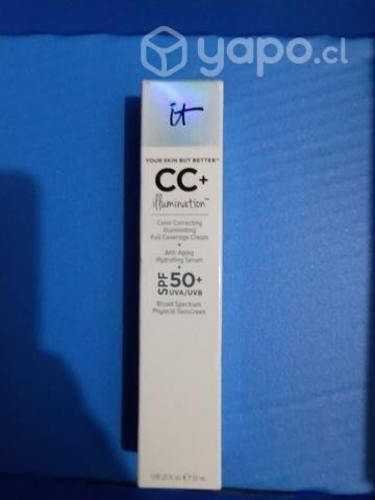 yapo.cl
it
YOUR SKIN BUT BETTER™
CC+
illumination™
Color Correcting
Illuminating
Full Coverage Cream
+
Anti-Aging
Hydrating Serum
+
SPF 50+
UVA/UVB
Broad Spectrum
Physical Sunscreen